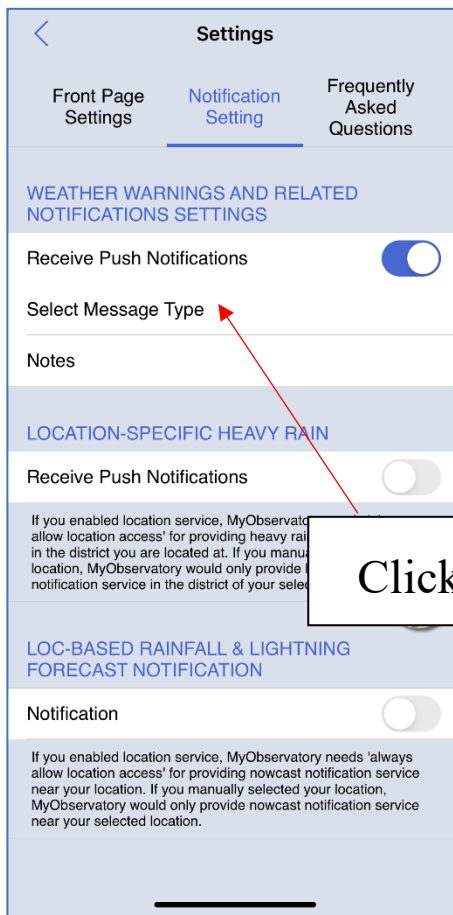 Settings
Front Page
Settings
Notification
Setting
Frequently
Asked
Questions
WEATHER WARNINGS AND RELATED
NOTIFICATIONS SETTINGS
Receive Push Notifications
Select Message Type
Notes
LOCATION-SPECIFIC HEAVY RAIN
Receive Push Notifications
If you enabled location service,
allow location access' for providing heavy
in the district you are located at. If you
location, MyObservatory would only provide
notification service in the district of your
Click
LOC-BASED RAINFALL & LIGHTNING
FORECAST NOTIFICATION
Notification
If you enabled location service, MyObservatory needs 'always
allow location access' for providing nowcast notification service
near your location. If you manually selected your location,
MyObservatory would only provide nowcast notification service
near your selected location.